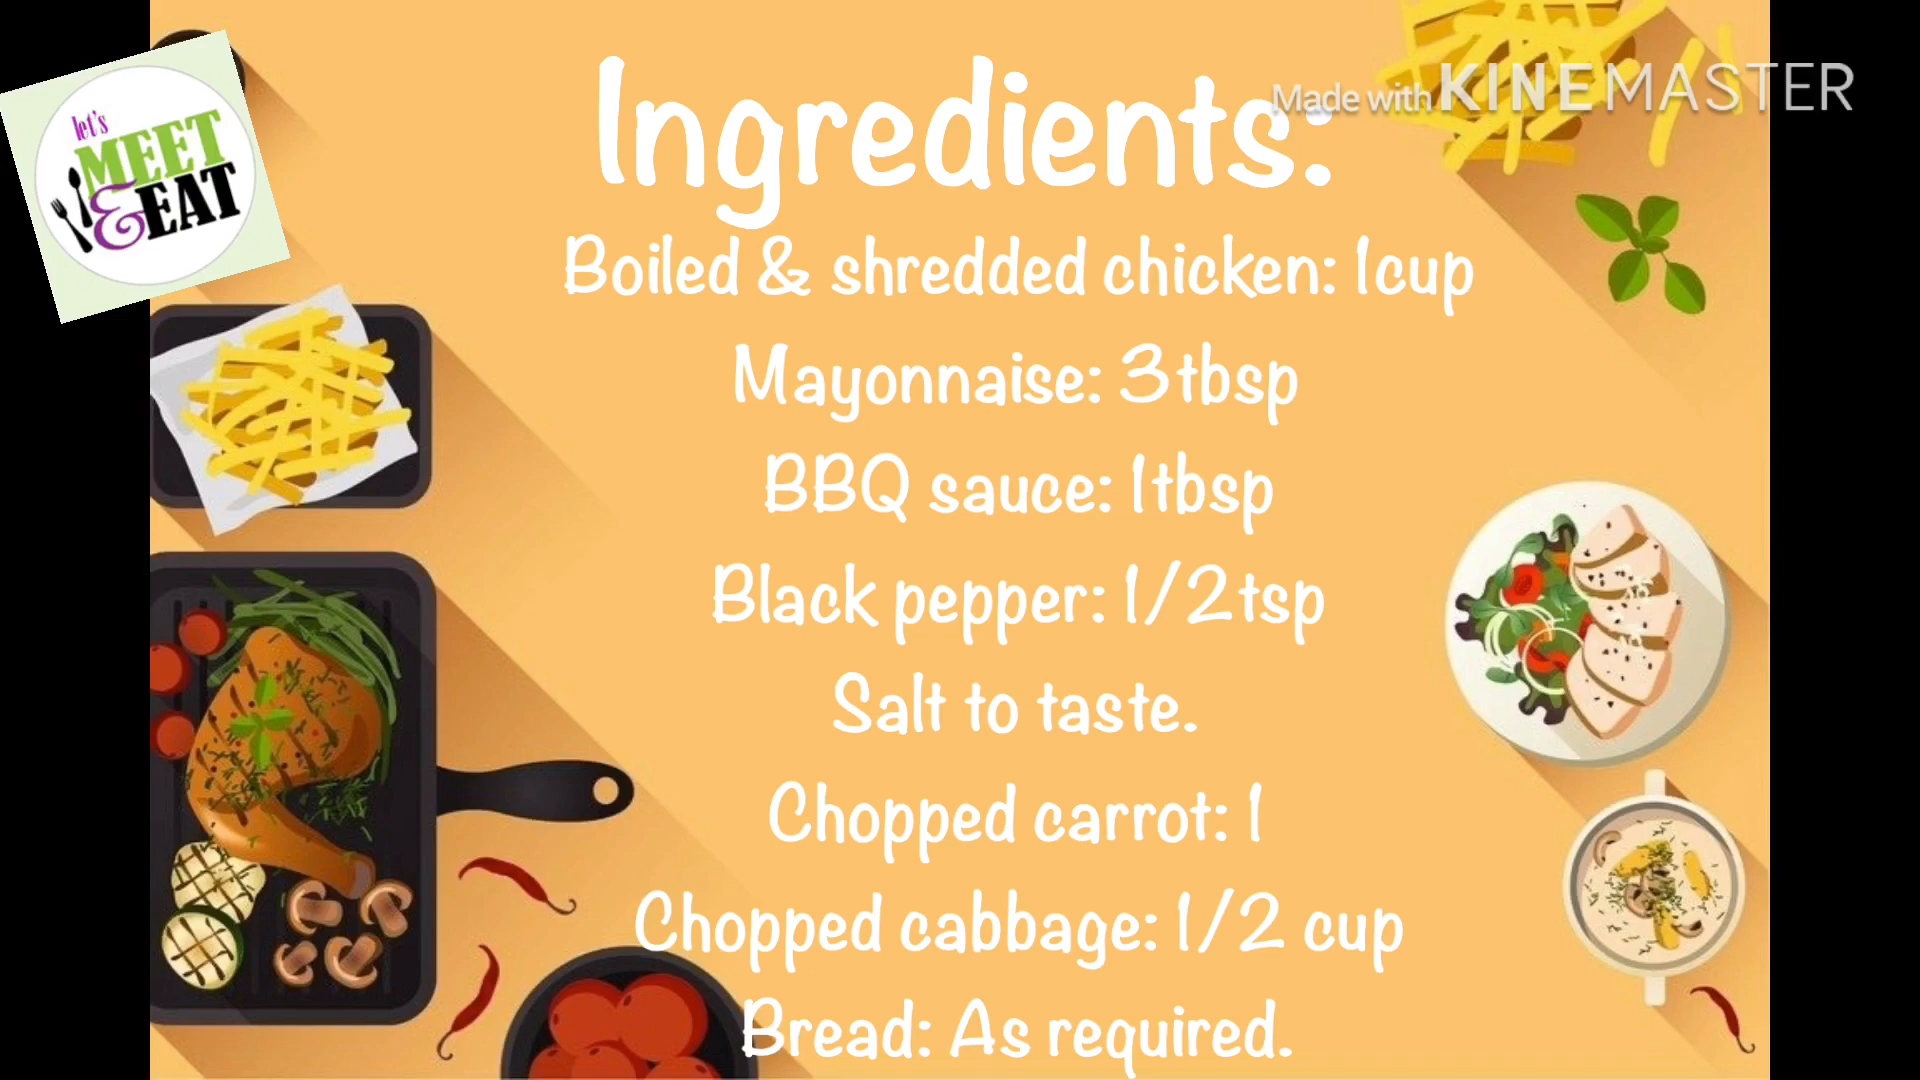 let's
MEET
&EAT
Made with KINEMASTER
Ingredients:
Boiled & shredded chicken: 1cup
Mayonnaise: 3tbsp
BBQ sauce: 1tbsp
Black pepper: 1/2tsp
Salt to taste.
Chopped carrot: 1
Chopped cabbage: 1/2 cup
Bread: As required.